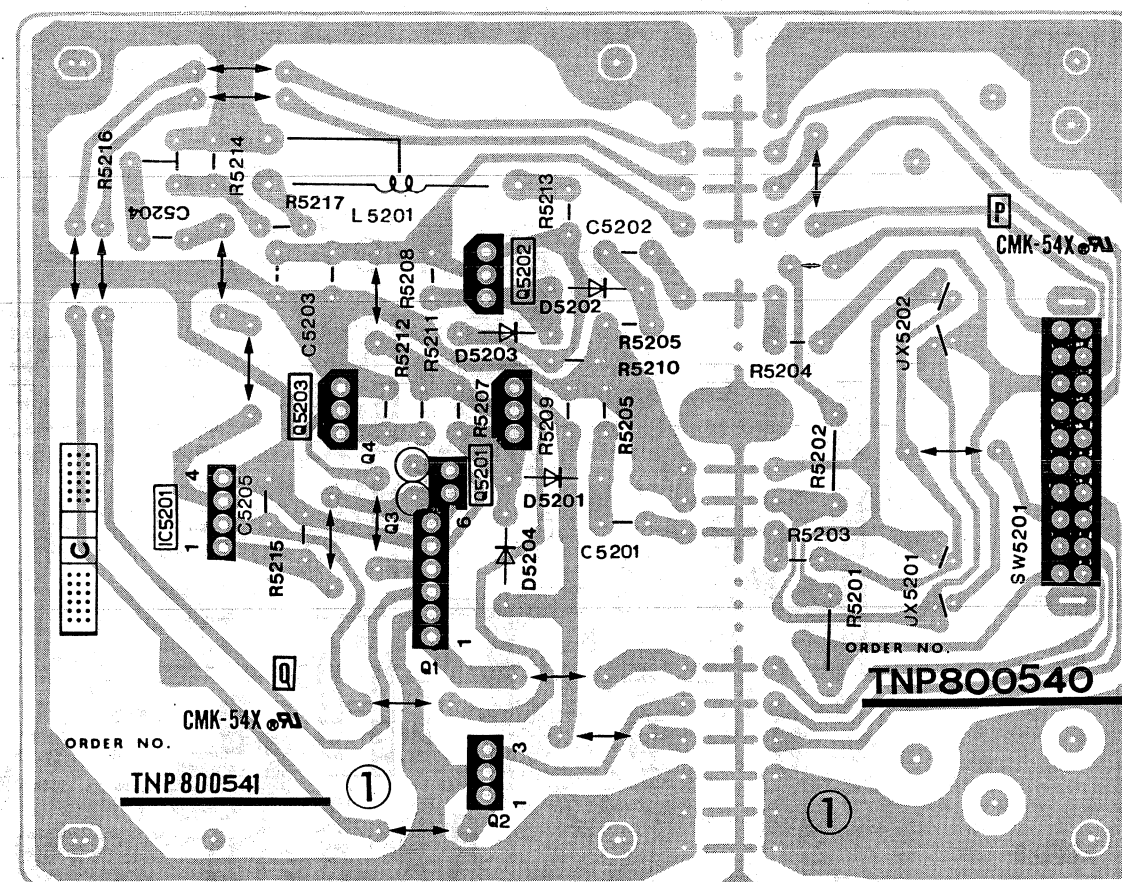 R5216
R5214
C5204
R5217
L5201
R5213
C5202
P
CMK-54X ®
Q5202
R5208
D5202
C5203
R5212
R5211
D5203
R5205
R5210
JX5202
R5204
Q5203
R5207
R5209
R5205
Q4
Q5201
R5202
4
IC5201
1
C5205
Q3
6
D5201
C
R5215
D5204
C5201
R5203
SW5201
R5201
JX5201
1
Q1
ORDER NO.
TNP800540
CMK-54X ®
ORDER NO.
TNP800541
1
3
1
Q2
1